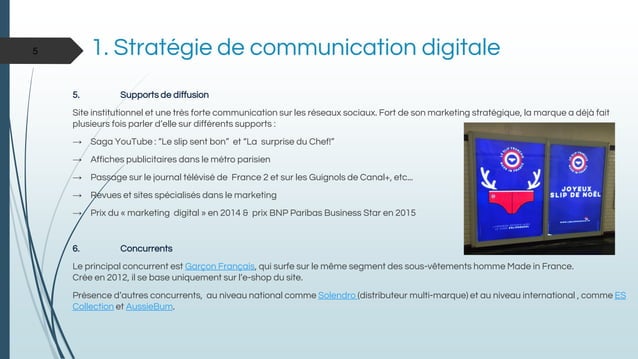 5
1. Stratégie de communication digitale
5. Supports de diffusion
Site institutionnel et une très forte communication sur les réseaux sociaux. Fort de son marketing stratégique, la marque a déjà fait
plusieurs fois parler d’elle sur différents supports :
→ Saga YouTube : “Le slip sent bon” et “La surprise du Chef!”
→ Affiches publicitaires dans le métro parisien
→ Passage sur le journal télévisé de France 2 et sur les Guignols de Canal+, etc...
→ Revues et sites spécialisés dans le marketing
→ Prix du « marketing digital » en 2014 & prix BNP Paribas Business Star en 2015
JOYEUX
SLIP DE NOËL
6. Concurrents
Le principal concurrent est Garçon Français, qui surfe sur le même segment des sous-vêtements homme Made in France.
Crée en 2012, il se base uniquement sur l’e-shop du site.
Présence d’autres concurrents, au niveau national comme Solendro (distributeur multi-marque) et au niveau international , comme ES
Collection et AussieBum.